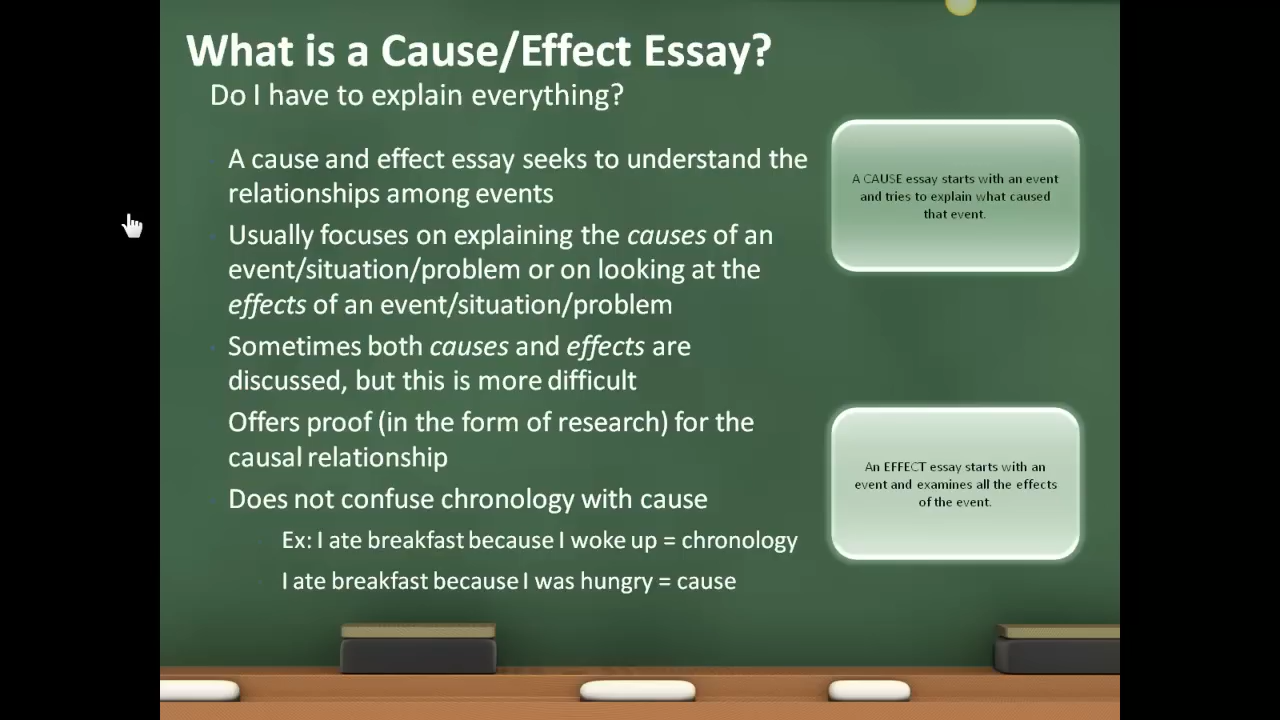 What is a Cause/Effect Essay?
Do I have to explain everything?
A cause and effect essay seeks to understand the
relationships among events
Usually focuses on explaining the causes of an
event/situation/problem or on looking at the
effects of an event/situation/problem
Sometimes both causes and effects are
discussed, but this is more difficult
Offers proof (in the form of research) for the
causal relationship
Does not confuse chronology with cause
Ex: I ate breakfast because I woke up = chronology
I ate breakfast because I was hungry = cause
A CAUSE essay starts with an event
and tries to explain what caused
that event.
An EFFECT essay starts with an
event and examines all the effects
of the event.